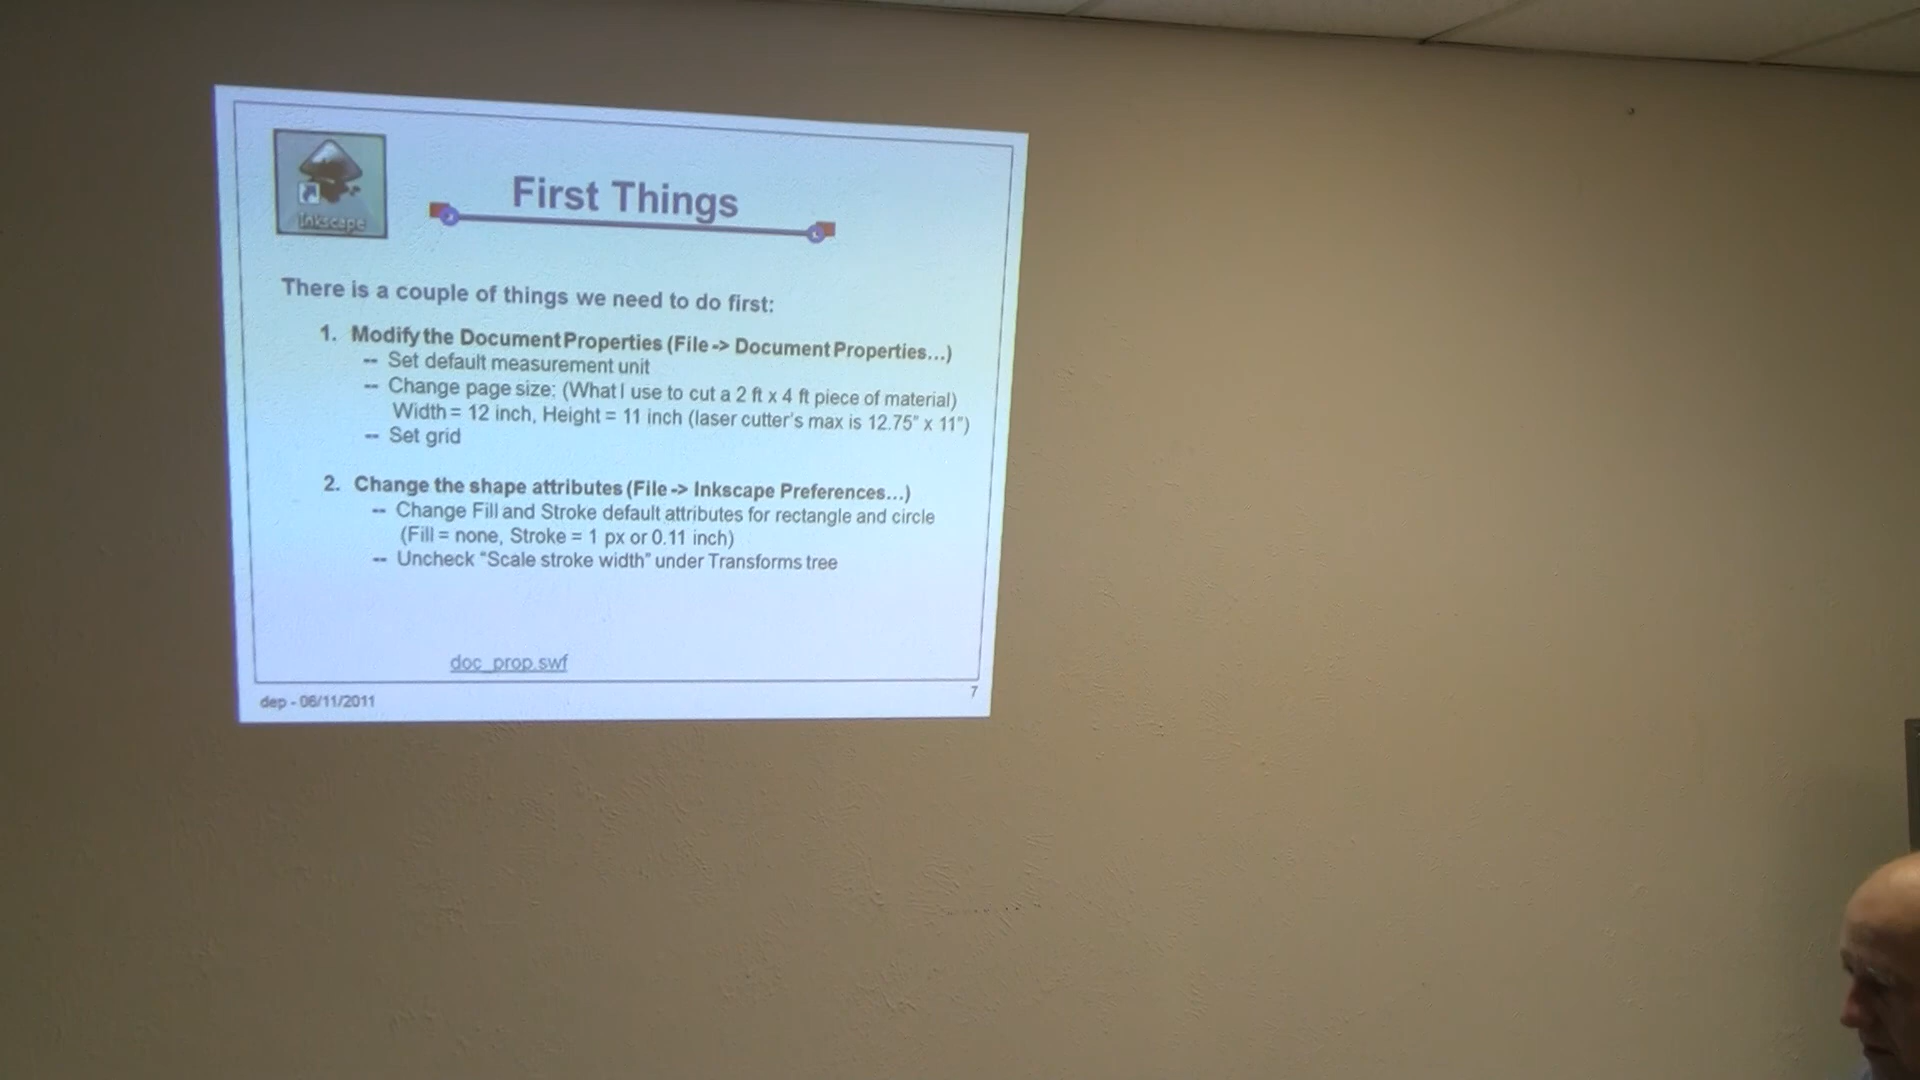 Inkscape
First Things
There is a couple of things we need to do first:
1. Modify the Document Properties (File -> Document Properties...)
-- Set default measurement unit
-- Change page size: (What I use to cut a 2 ft x 4 ft piece of material)
Width = 12 inch, Height = 11 inch (laser cutter's max is 12.75" x 11")
-- Set grid
2. Change the shape attributes (File -> Inkscape Preferences...)
-- Change Fill and Stroke default attributes for rectangle and circle
(Fill = none, Stroke = 1 px or 0.11 inch)
-- Uncheck "Scale stroke width" under Transforms tree
doc_prop.swf
dep - 06/11/2011
7